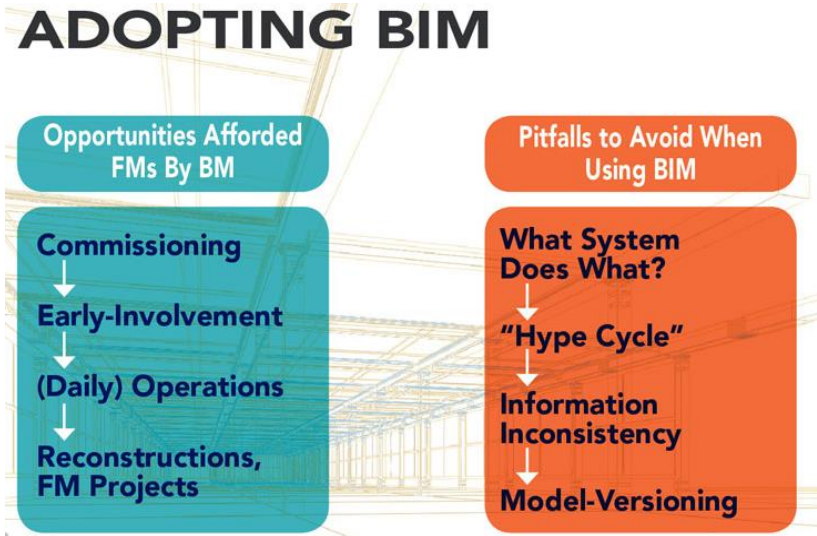 ADOPTING BIM
Opportunities Afforded
FMs By BM
Commissioning
Early-Involvement
(Daily) Operations
Reconstructions,
FM Projects
Pitfalls to Avoid When
Using BIM
What System
Does What?
“Hype Cycle”
Information
Inconsistency
Model-Versioning